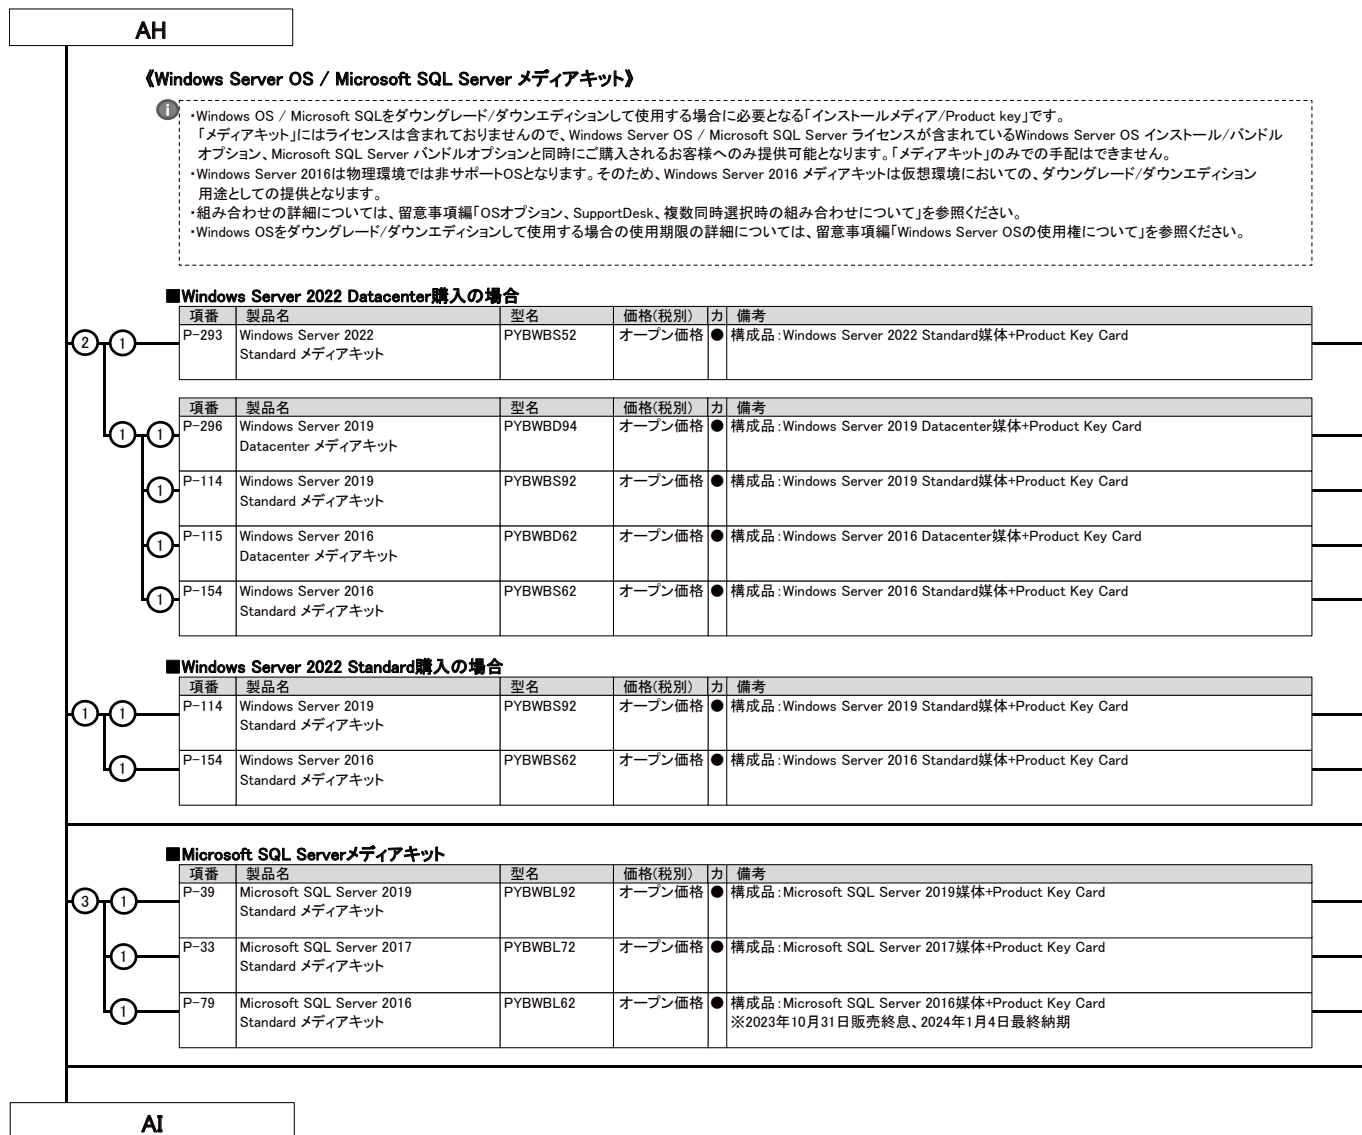 AH
《Windows Server OS / Microsoft SQL Server メディアキット》
・Windows OS / Microsoft SQLをダウングレード/ダウンエディションして使用する場合に必要となる「インストールメディア/Product key」です。
「メディアキット」にはライセンスは含まれておりませんので、Windows Server OS / Microsoft SQL Server ライセンスが含まれているWindows Server OS インストール/バンドル
オプション、Microsoft SQL Server バンドルオプションと同時にご購入されるお客様へのみ提供可能となります。「メディアキット」のみでの手配はできません。
・Windows Server 2016は物理環境では非サポートOSとなります。そのため、Windows Server 2016 メディアキットは仮想環境においての、ダウングレード/ダウンエディション
用途としての提供となります。
・組み合わせの詳細については、留意事項編「OSオプション、SupportDesk、複数同時選択時の組み合わせについて」を参照ください。
・Windows OSをダウングレード/ダウンエディションして使用する場合の使用期限の詳細については、留意事項編「Windows Server OSの使用権について」を参照ください。
■Windows Server 2022 Datacenter購入の場合
項番 製品名 型名 価格(税別) カ 備考
2 1 P-293 Windows Server 2022 PYBWBS52 オープン価格 ● 構成品:Windows Server 2022 Standard媒体+Product Key Card
Standard メディアキット
項番 製品名 型名 価格(税別) カ 備考
1 1 P-296 Windows Server 2019 PYBWBD94 オープン価格 ● 構成品:Windows Server 2019 Datacenter媒体+Product Key Card
Datacenter メディアキット
1 P-114 Windows Server 2019 PYBWBS92 オープン価格 ● 構成品:Windows Server 2019 Standard媒体+Product Key Card
Standard メディアキット
1 P-115 Windows Server 2016 PYBWBD62 オープン価格 ● 構成品:Windows Server 2016 Datacenter媒体+Product Key Card
Datacenter メディアキット
1 P-154 Windows Server 2016 PYBWBS62 オープン価格 ● 構成品:Windows Server 2016 Standard媒体+Product Key Card
Standard メディアキット
■Windows Server 2022 Standard購入の場合
項番 製品名 型名 価格(税別) カ 備考
1 1 P-114 Windows Server 2019 PYBWBS92 オープン価格 ● 構成品:Windows Server 2019 Standard媒体+Product Key Card
Standard メディアキット
1 P-154 Windows Server 2016 PYBWBS62 オープン価格 ● 構成品:Windows Server 2016 Standard媒体+Product Key Card
Standard メディアキット
■Microsoft SQL Serverメディアキット
項番 製品名 型名 価格(税別) カ 備考
3 1 P-39 Microsoft SQL Server 2019 PYBWBL92 オープン価格 ● 構成品:Microsoft SQL Server 2019媒体+Product Key Card
Standard メディアキット
1 P-33 Microsoft SQL Server 2017 PYBWBL72 オープン価格 ● 構成品:Microsoft SQL Server 2017媒体+Product Key Card
Standard メディアキット
1 P-79 Microsoft SQL Server 2016 PYBWBL62 オープン価格 ● 構成品:Microsoft SQL Server 2016媒体+Product Key Card
Standard メディアキット ※2023年10月31日販売終息、2024年1月4日最終納期
AI